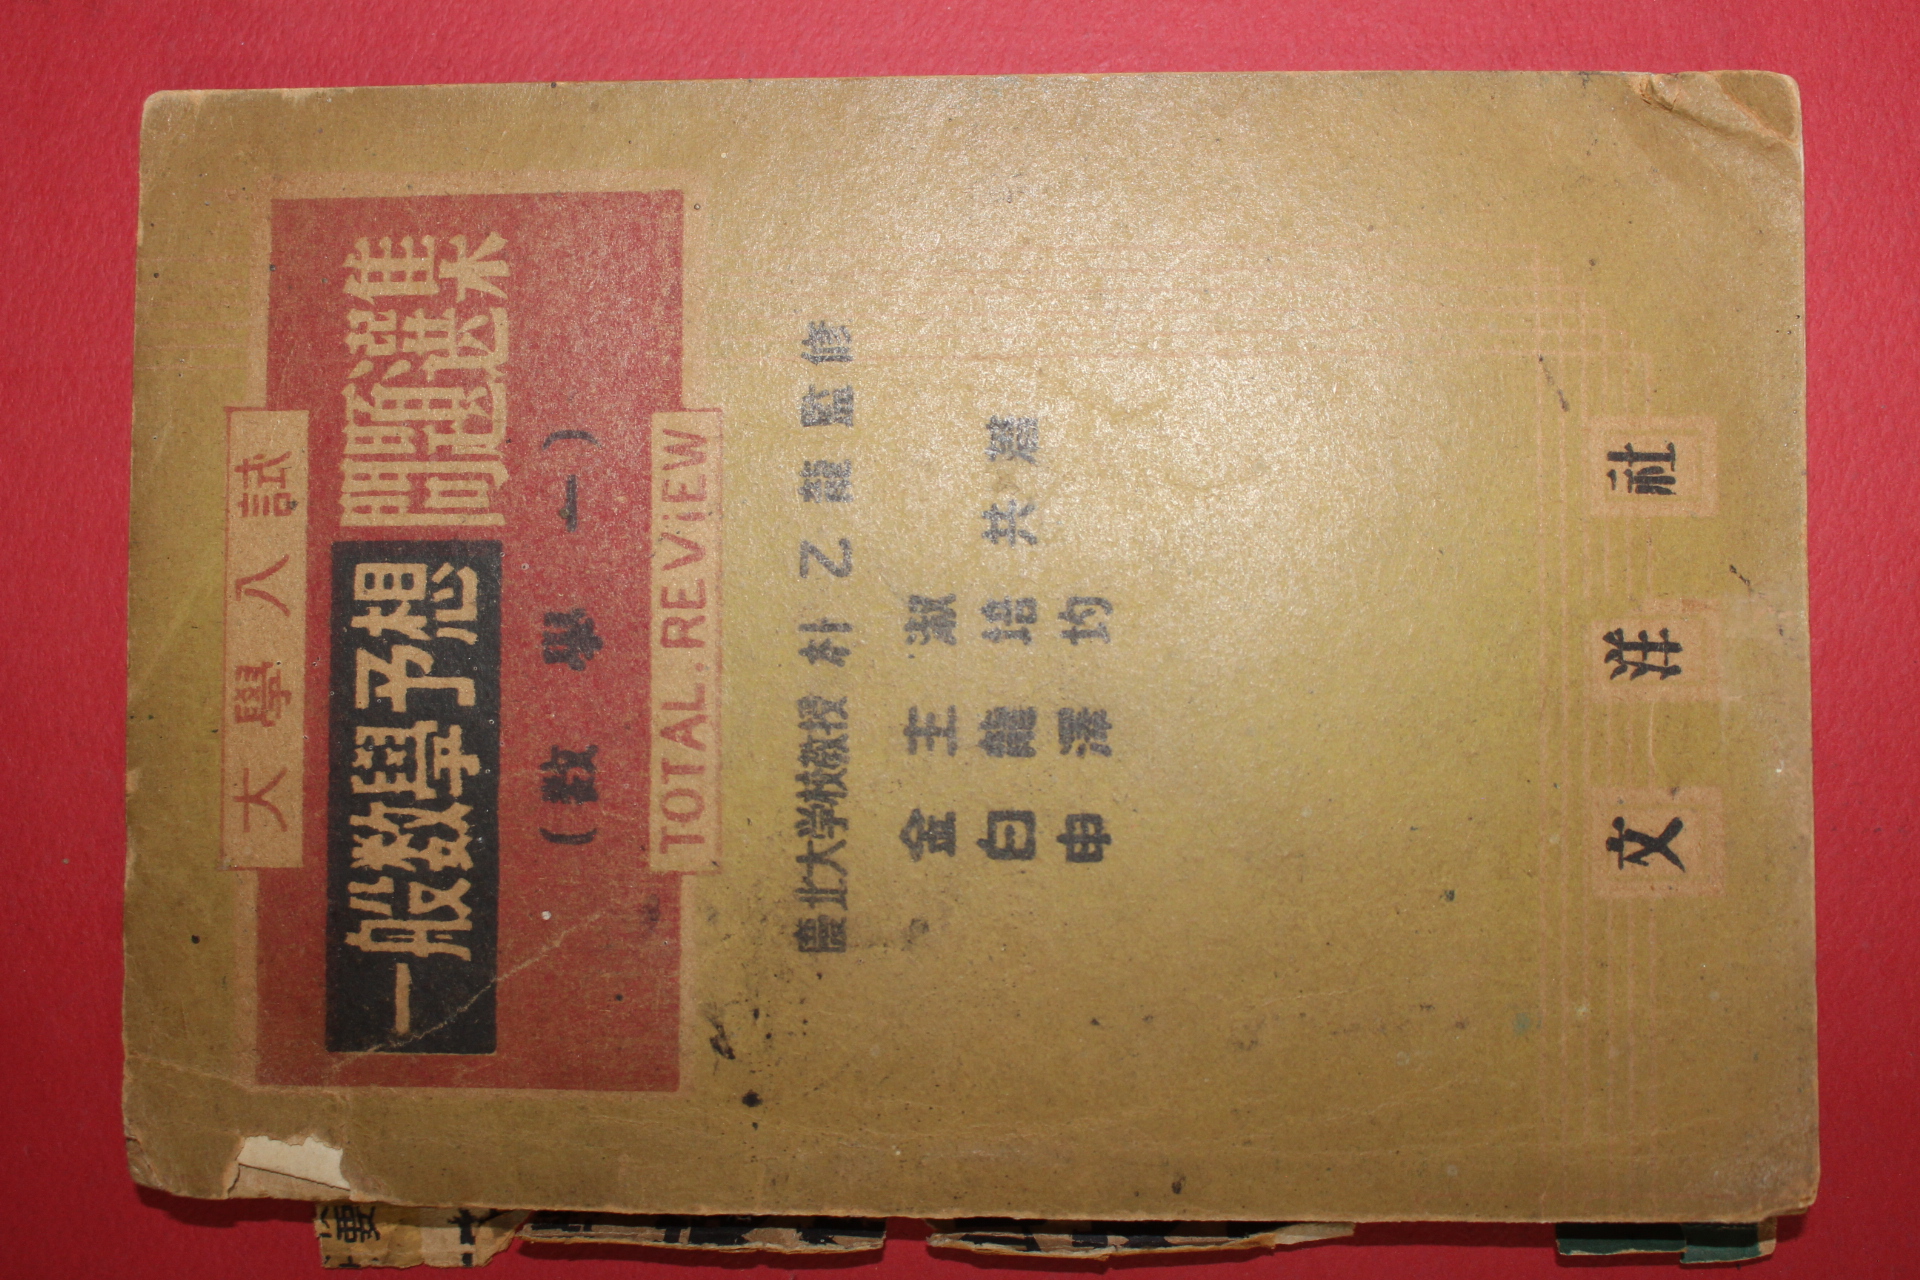 大學入試
一般數學予想問題選集
(數學一)
TOTAL.REVIEW
慶北大学校敎授 朴乙龍 監修
金主淑
白龍培 共選
申澤均
文洋社